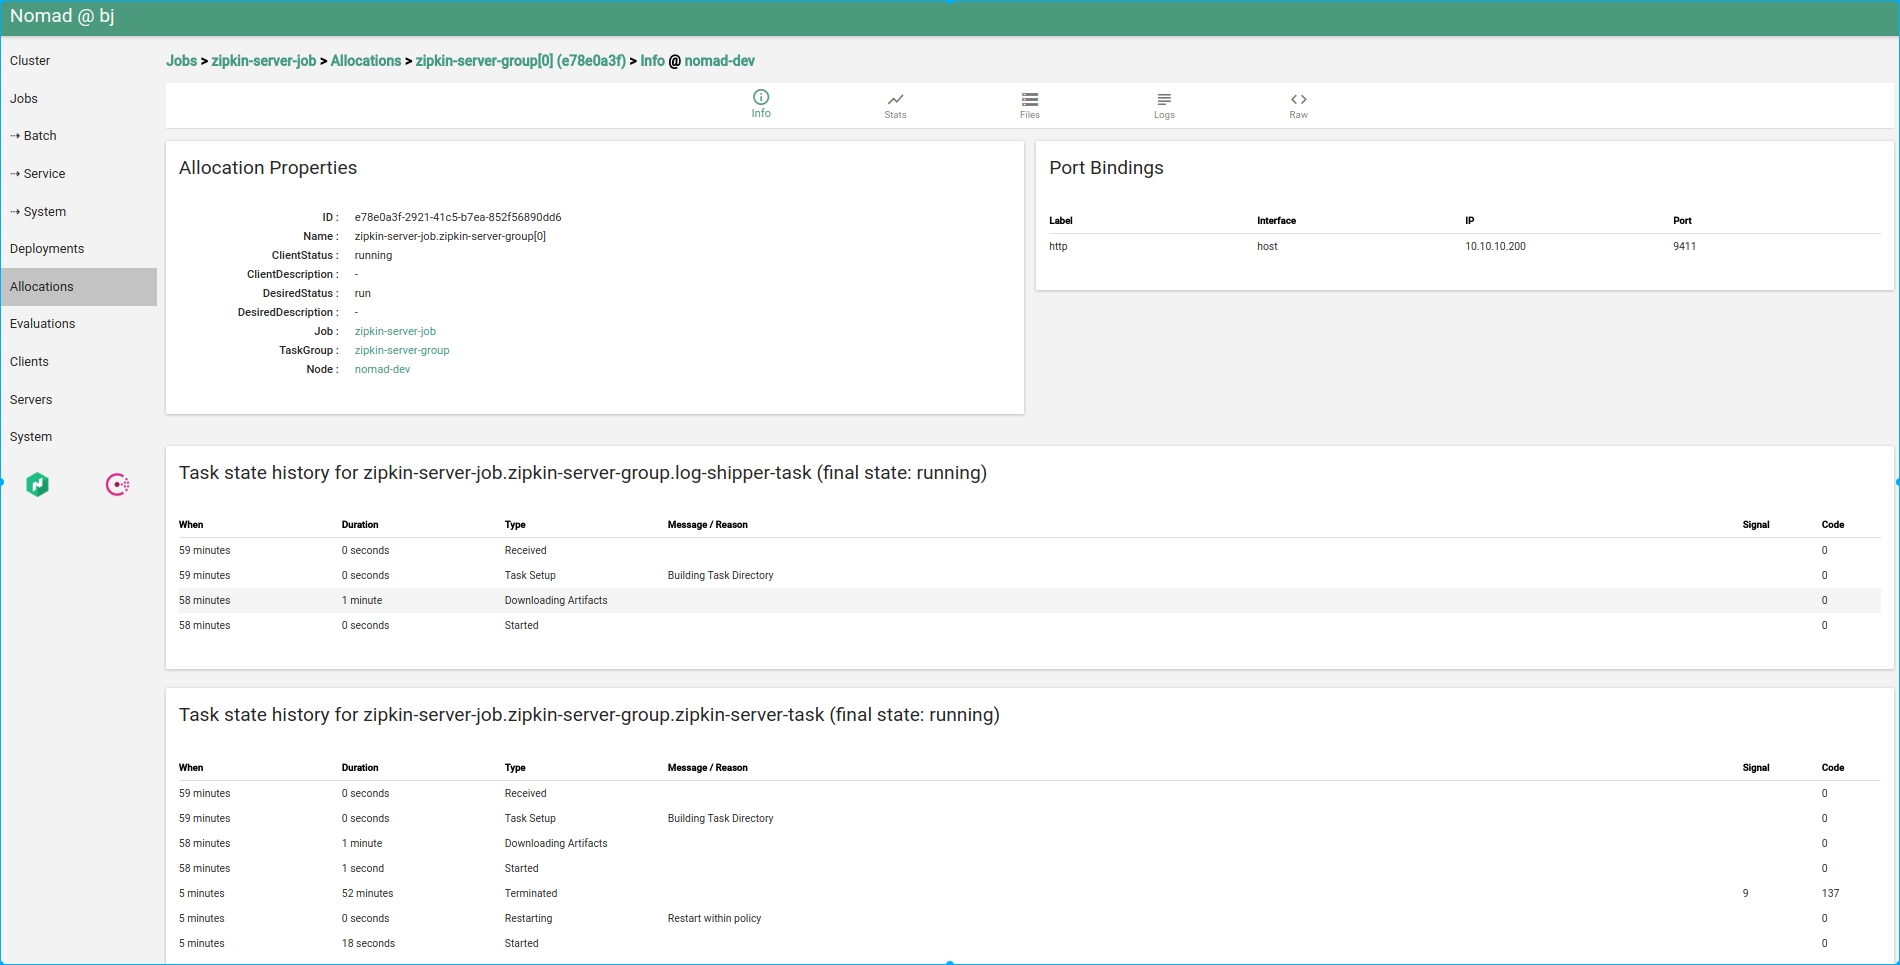 Nomad @ bj
Cluster
Jobs
⇢ Batch
⇢ Service
⇢ System
Deployments
Allocations
Evaluations
Clients
Servers
System
Jobs > zipkin-server-job > Allocations > zipkin-server-group[0] (e78e0a3f) > Info @ nomad-dev
Info Stats Files Logs Raw
Allocation Properties
ID : e78e0a3f-2921-41c5-b7ea-852f56890dd6
Name : zipkin-server-job.zipkin-server-group[0]
ClientStatus : running
ClientDescription : -
DesiredStatus : run
DesiredDescription : -
Job : zipkin-server-job
TaskGroup : zipkin-server-group
Node : nomad-dev
Port Bindings
Label Interface IP Port
http host 10.10.10.200 9411
Task state history for zipkin-server-job.zipkin-server-group.log-shipper-task (final state: running)
When Duration Type Message / Reason Signal Code
59 minutes 0 seconds Received 0
59 minutes 0 seconds Task Setup Building Task Directory 0
58 minutes 1 minute Downloading Artifacts 0
58 minutes 0 seconds Started 0
Task state history for zipkin-server-job.zipkin-server-group.zipkin-server-task (final state: running)
When Duration Type Message / Reason Signal Code
59 minutes 0 seconds Received 0
59 minutes 0 seconds Task Setup Building Task Directory 0
58 minutes 1 minute Downloading Artifacts 0
58 minutes 1 second Started 0
5 minutes 52 minutes Terminated 9 137
5 minutes 0 seconds Restarting Restart within policy 0
5 minutes 18 seconds Started 0